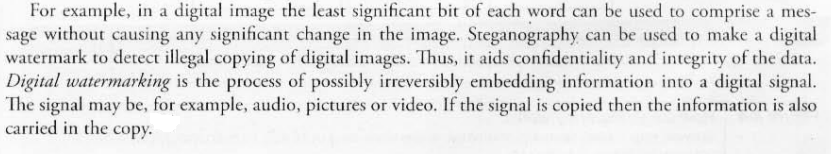 For example, in a digital image the least significant bit of each word can be used to comprise a mes-
sage without causing any significant change in the image. Steganography can be used to make a digital
watermark to detect illegal copying of digital images. Thus, it aids confidentiality and integrity of the data.
Digital watermarking is the process of possibly irreversibly embedding information into a digital signal.
The signal may be, for example, audio, pictures or video. If the signal is copied then the information is also
carried in the copy.